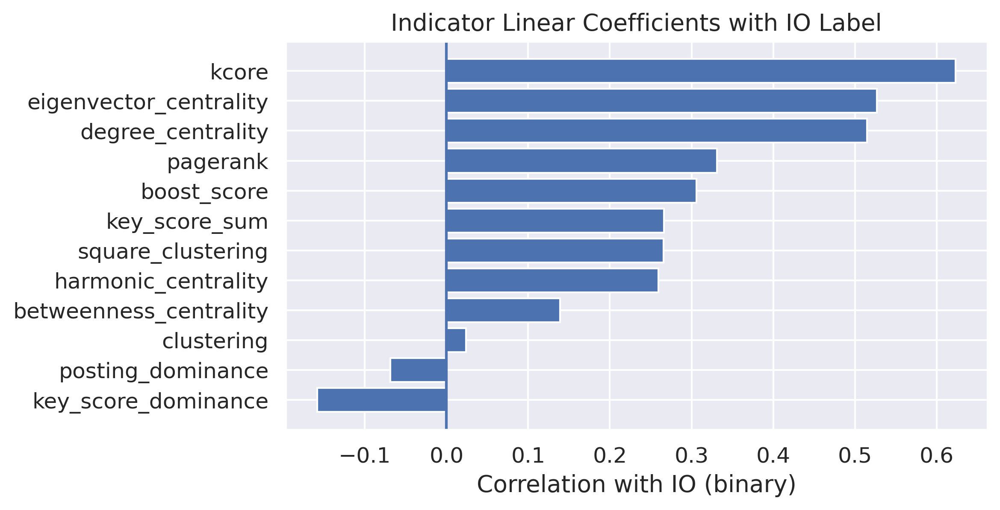 Indicator Linear Coefficients with IO Label
kcore
eigenvector_centrality
degree_centrality
pagerank
boost_score
key_score_sum
square_clustering
harmonic_centrality
betweenness_centrality
clustering
posting_dominance
key_score_dominance
−0.1 0.0 0.1 0.2 0.3 0.4 0.5 0.6
Correlation with IO (binary)